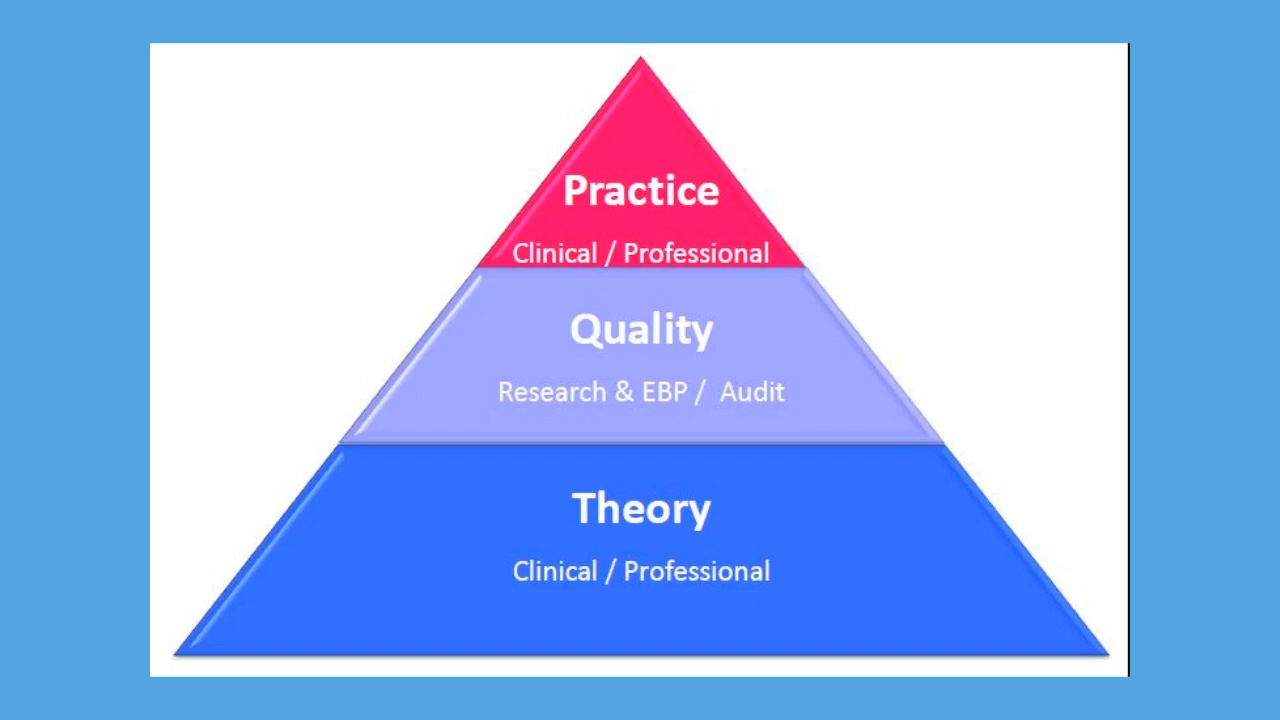 Practice
Clinical / Professional
Quality
Research & EBP / Audit
Theory
Clinical / Professional